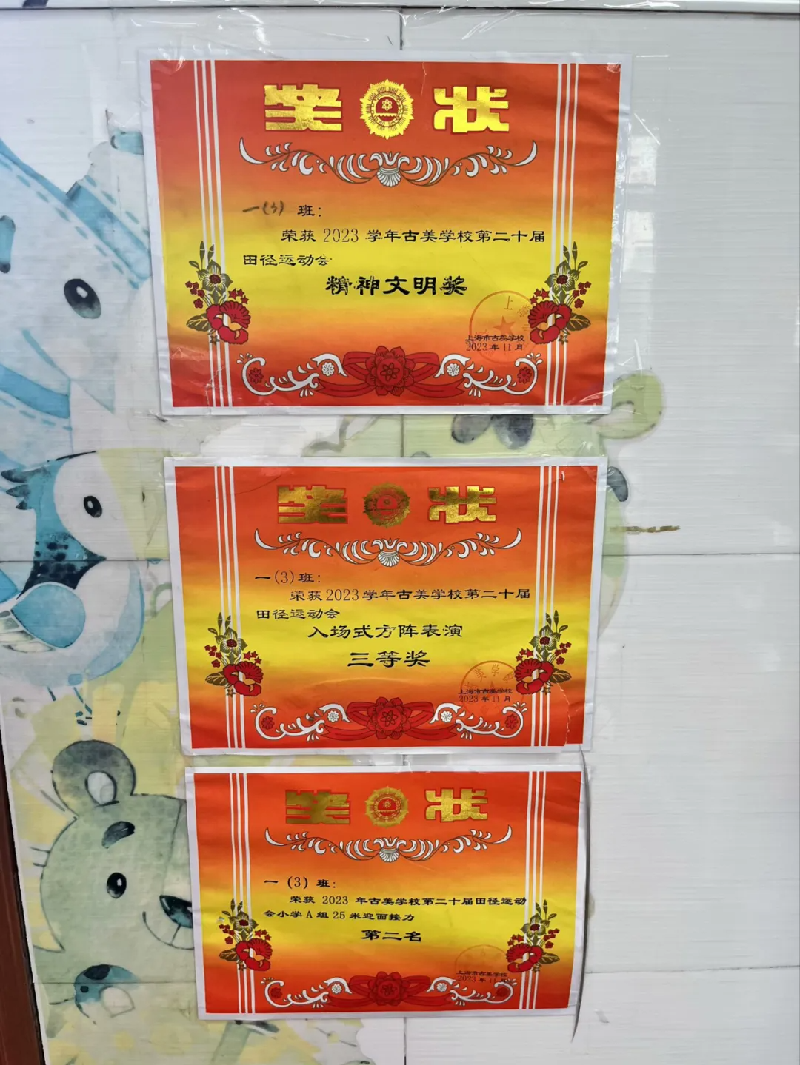 奖状
一(3) 班：
荣获 2023 学年古美学校第二十届
田径运动会
精神文明奖
上海市古美学校
2023 年 11 月
奖状
一(3)班：
荣获2023学年古美学校第二十届
田径运动会
入场式方阵表演
三等奖
上海市古美学校
2023 年 11 月
奖状
一 (3) 班：
荣获 2023 年古美学校第二十届田径运动
会小学 A 组 25 米迎面接力
第二名
上海市古美学校
2023 年 11 月